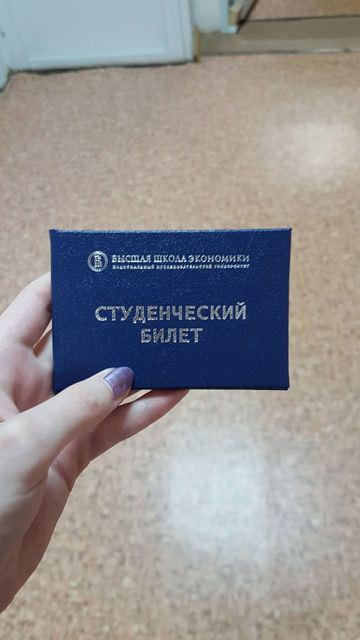 ВЫСШАЯ ШКОЛА ЭКОНОМИКИ
НАЦИОНАЛЬНЫЙ ИССЛЕДОВАТЕЛЬСКИЙ УНИВЕРСИТЕТ
СТУДЕНЧЕСКИЙ
БИЛЕТ